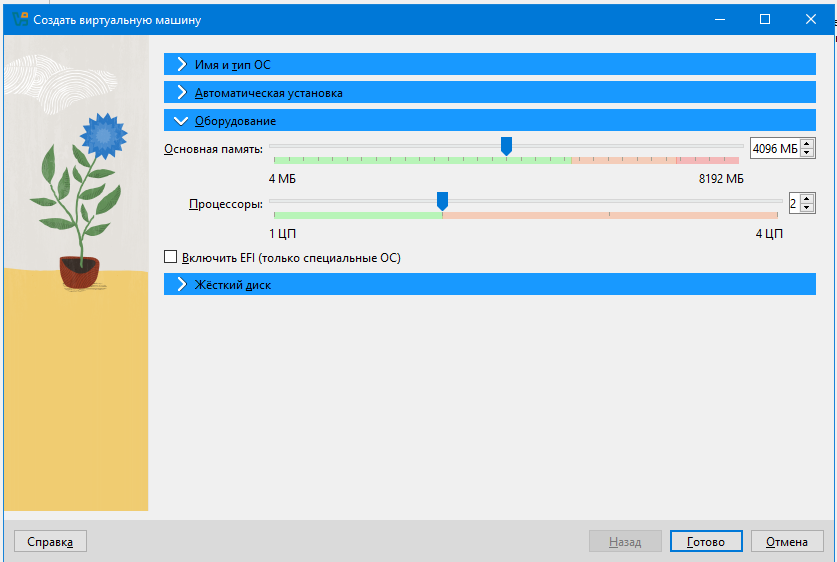 Создать виртуальную машину
Имя и тип ОС
Автоматическая установка
Оборудование
Основная память: 4096 МБ
4 МБ 8192 МБ
Процессоры: 2
1 ЦП 4 ЦП
Включить EFI (только специальные ОС)
Жёсткий диск
Справка Назад Готово Отмена